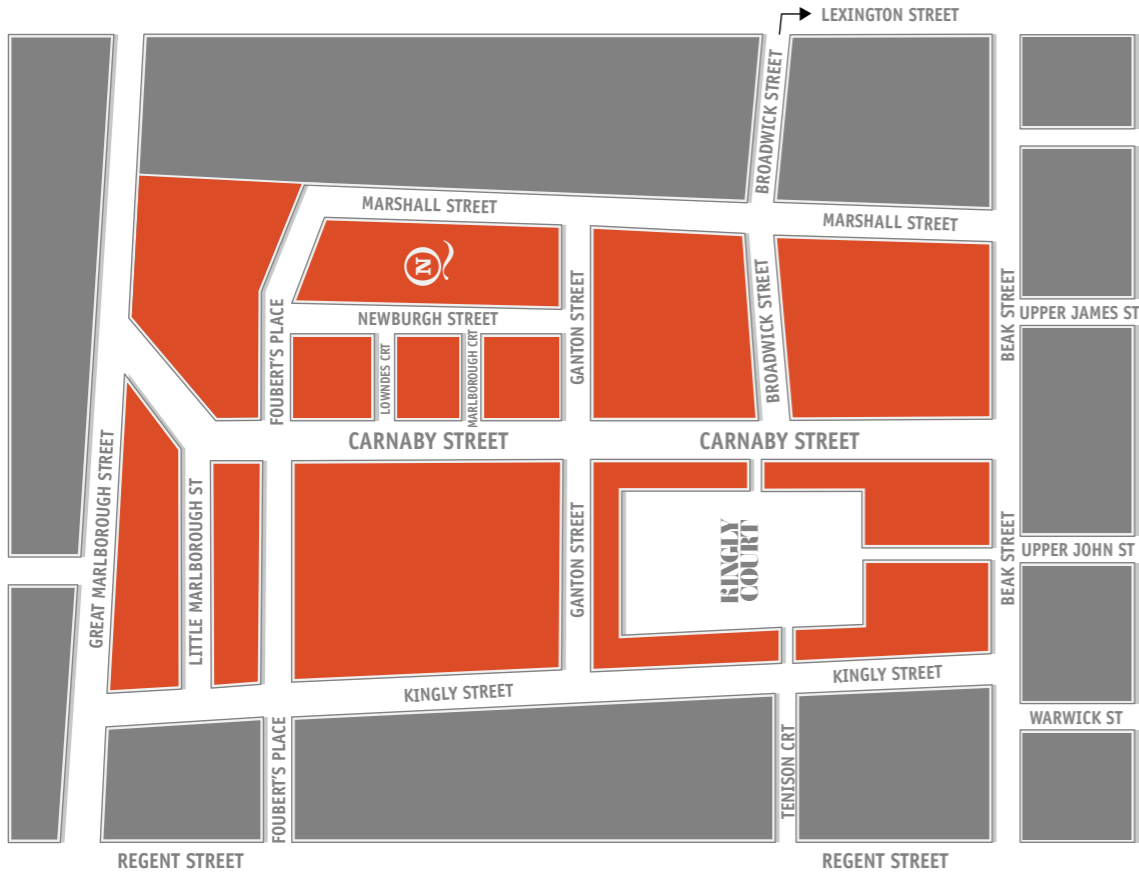 LEXINGTON STREET
BROADWICK STREET
MARSHALL STREET
MARSHALL STREET
N
NEWBURGH STREET
FOUBERT'S PLACE
LOWNDES CRT
MARLBOROUGH CRT
GANTON STREET
BROADWICK STREET
BEAK STREET
UPPER JAMES ST
CARNABY STREET
CARNABY STREET
GREAT MARLBOROUGH STREET
LITTLE MARLBOROUGH ST
GANTON STREET
KINGLY
COURT
BEAK STREET
UPPER JOHN ST
KINGLY STREET
KINGLY STREET
WARWICK ST
FOUBERT'S PLACE
TENISON CRT
REGENT STREET
REGENT STREET